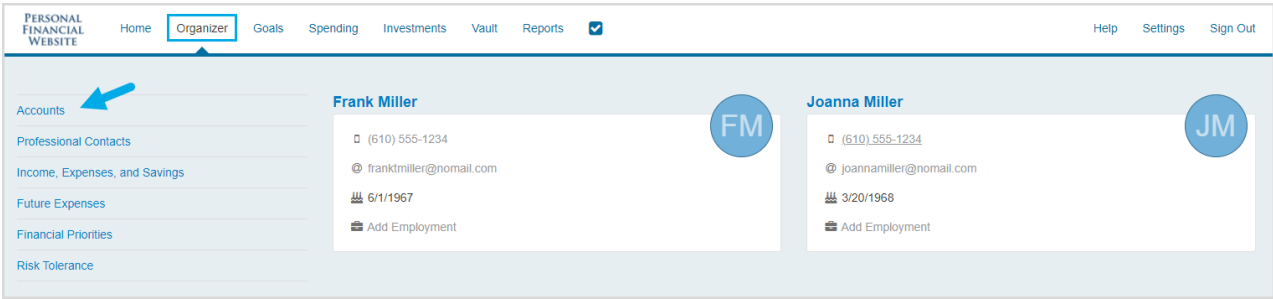 PERSONAL
FINANCIAL
WEBSITE
Home Organizer Goals Spending Investments Vault Reports Help Settings Sign Out
Accounts
Professional Contacts
Income, Expenses, and Savings
Future Expenses
Financial Priorities
Risk Tolerance
Frank Miller
FM
(610) 555-1234
@ franktmiller@nomail.com
6/1/1967
Add Employment
Joanna Miller
JM
(610) 555-1234
@ joannamiller@nomail.com
3/20/1968
Add Employment